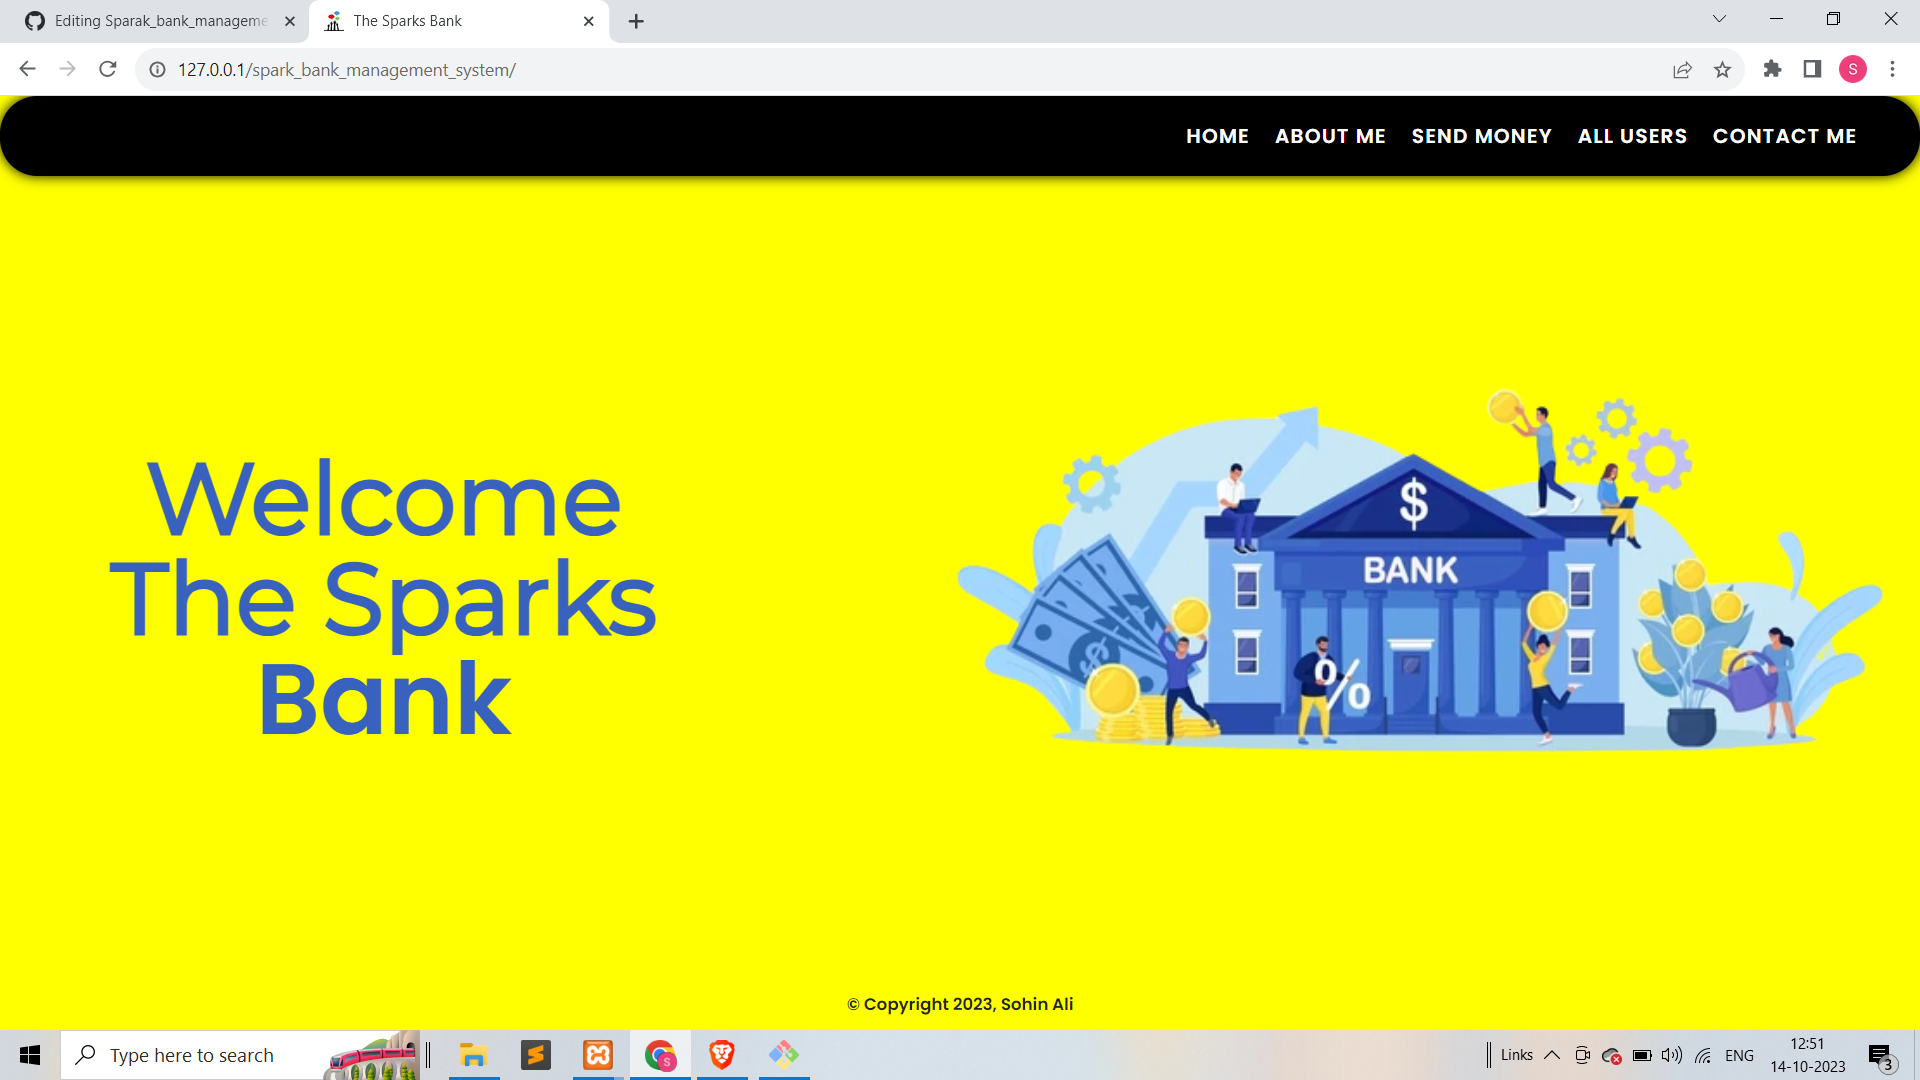 Editing Sparak_bank_manageme
The Sparks Bank
127.0.0.1/spark_bank_management_system/
S
HOME ABOUT ME SEND MONEY ALL USERS CONTACT ME
Welcome
The Sparks
Bank
$
BANK
$
%
© Copyright 2023, Sohin Ali
Type here to search
S
Links
ENG
12:51
14-10-2023
3